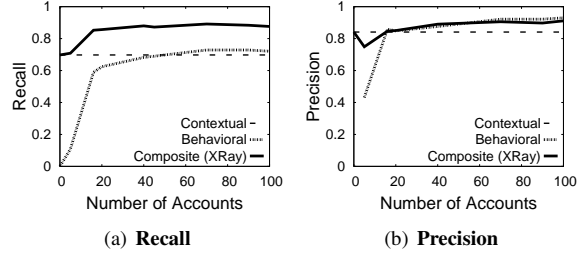 1
0.8
0.6
0.4
0.2
0
Recall
Contextual
Behavioral
Composite (XRay)
0 20 40 60 80 100
Number of Accounts
(a) Recall
1
0.8
0.6
0.4
0.2
0
Precision
Contextual
Behavioral
Composite (XRay)
0 20 40 60 80 100
Number of Accounts
(b) Precision